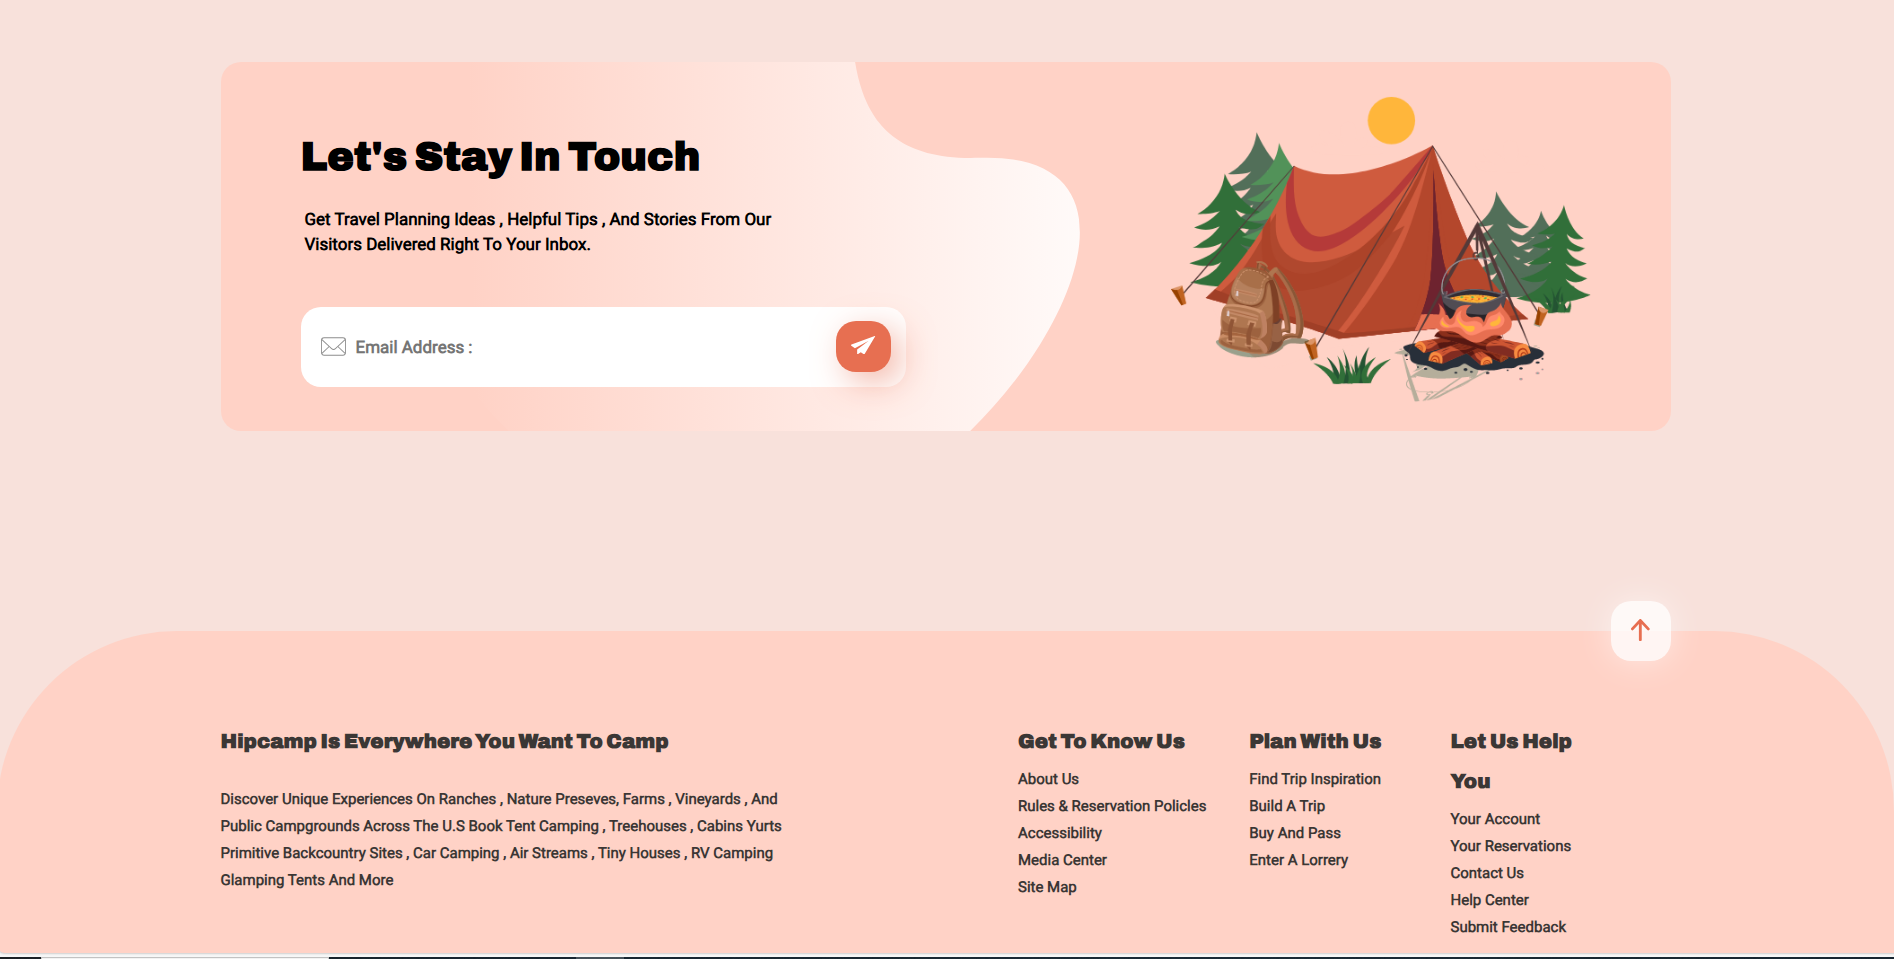 Let's Stay In Touch
Get Travel Planning Ideas , Helpful Tips , And Stories From Our
Visitors Delivered Right To Your Inbox.
Email Address :
Hipcamp Is Everywhere You Want To Camp
Discover Unique Experiences On Ranches , Nature Preseves, Farms , Vineyards , And
Public Campgrounds Across The U.S Book Tent Camping , Treehouses , Cabins Yurts
Primitive Backcountry Sites , Car Camping , Air Streams , Tiny Houses , RV Camping
Glamping Tents And More
Get To Know Us
About Us
Rules & Reservation Policles
Accessibility
Media Center
Site Map
Plan With Us
Find Trip Inspiration
Build A Trip
Buy And Pass
Enter A Lorrery
Let Us Help
You
Your Account
Your Reservations
Contact Us
Help Center
Submit Feedback